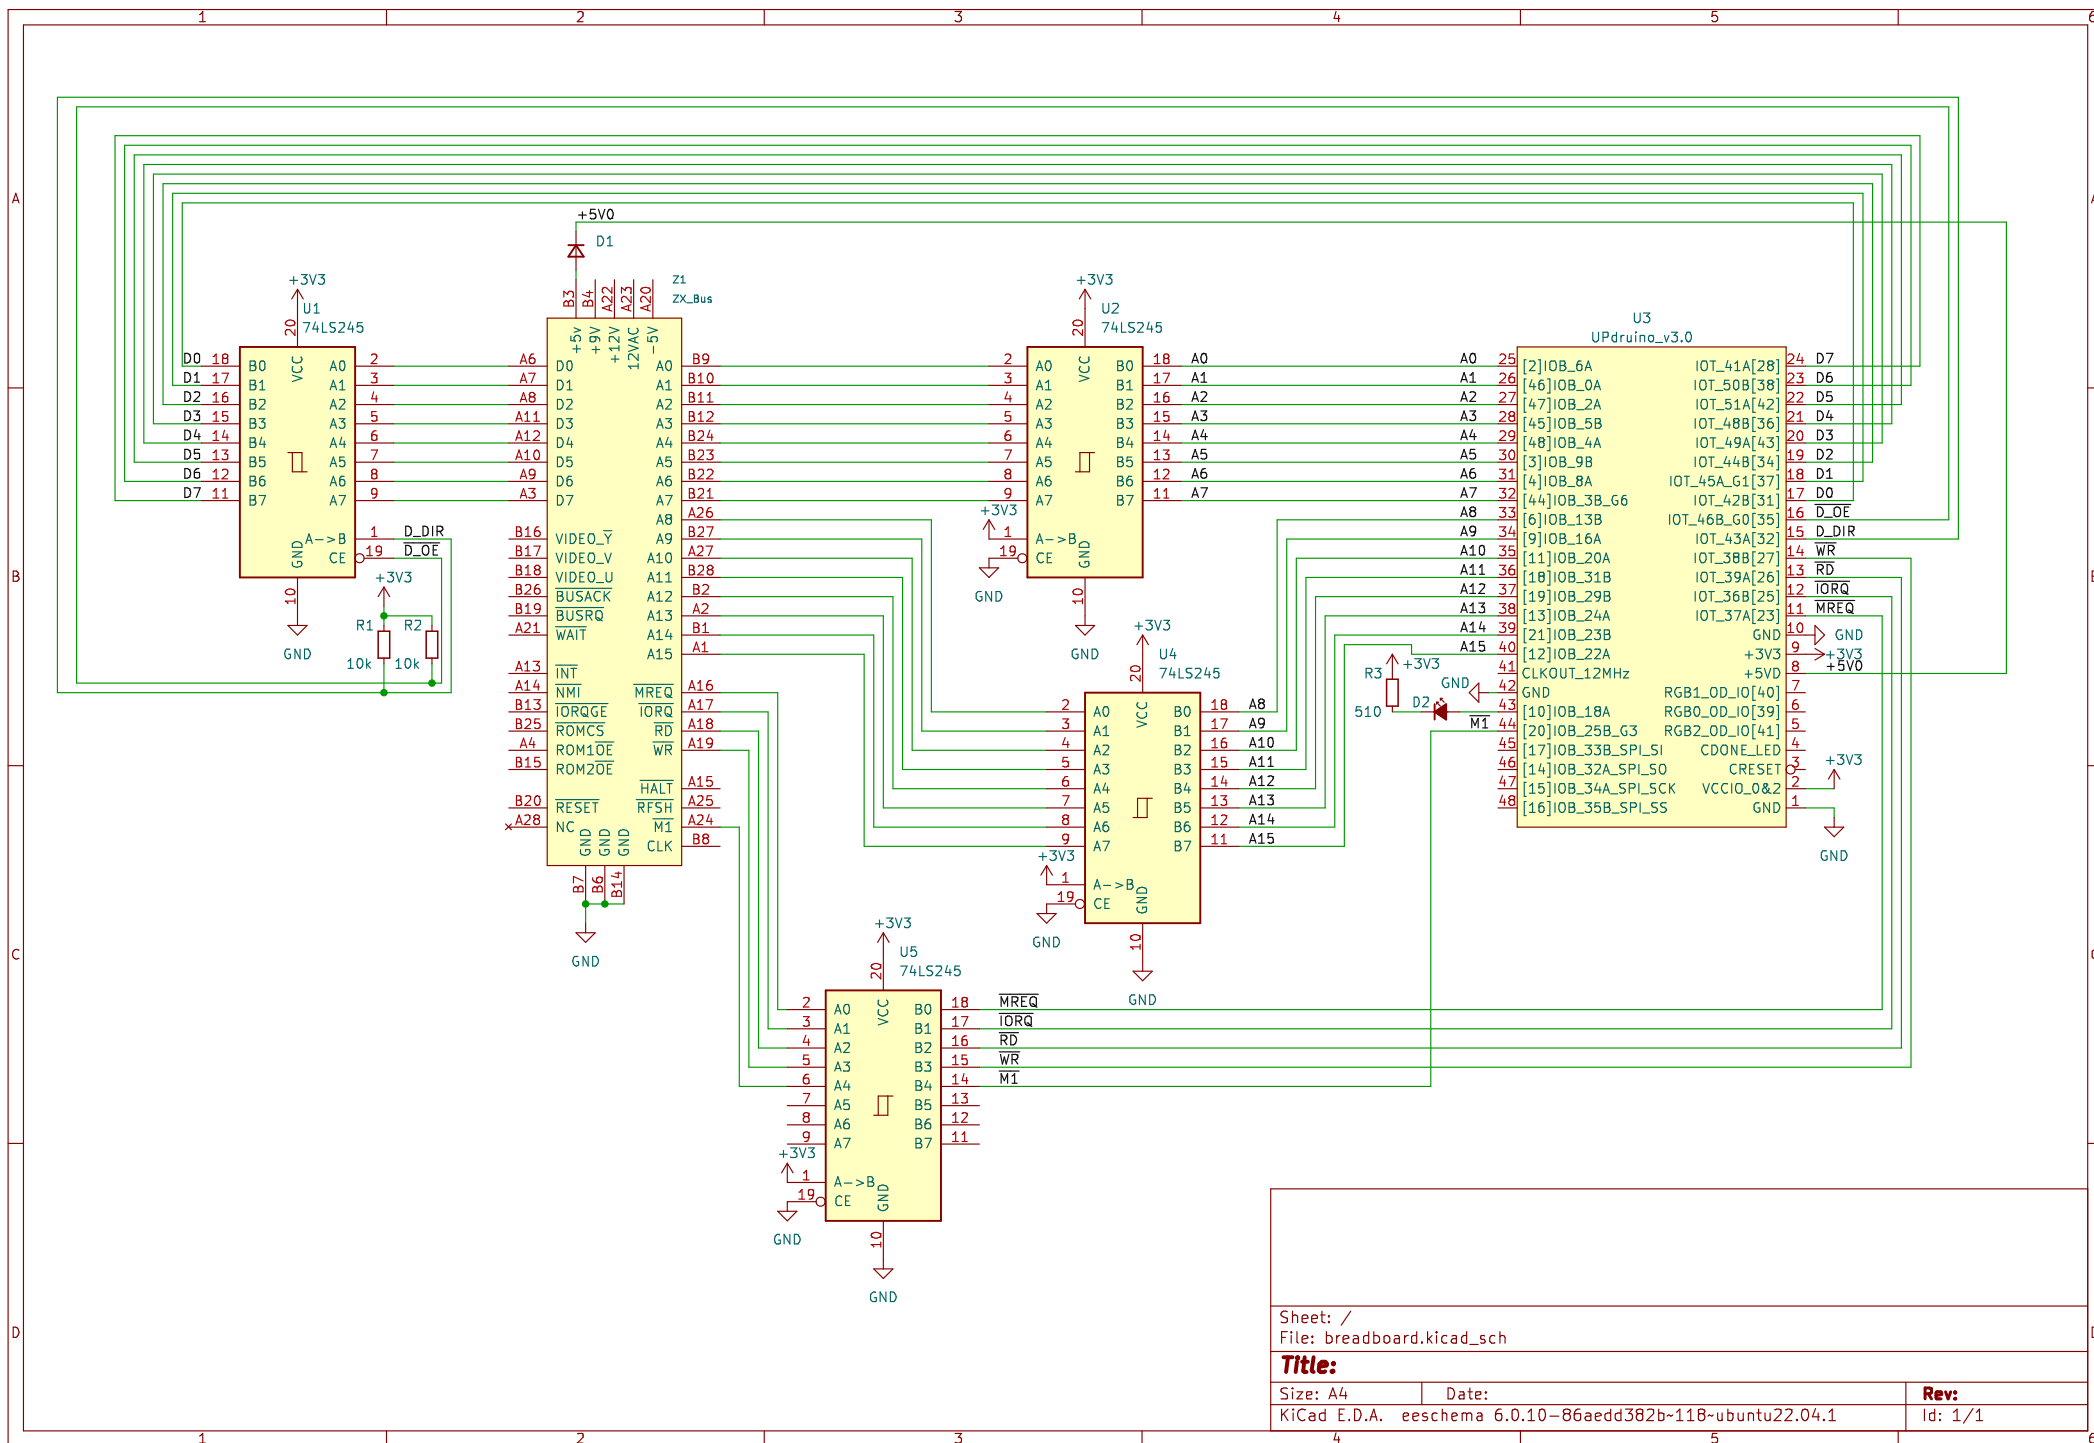 1 2 3 4 5 6
A
B
C
D
+5V0
D1
Z1
ZX_Bus
B3 B4 A22 A23 A20
+5v +9V +12V 12VAC -5V
+3V3
U1
74LS245
20
VCC
D0 18 B0 A0 2
D1 17 B1 A1 3
D2 16 B2 A2 4
D3 15 B3 A3 5
D4 14 B4 A4 6
D5 13 B5 A5 7
D6 12 B6 A6 8
D7 11 B7 A7 9
A->B 1 D_DIR
CE 19 D_OE
GND
10
GND
+3V3
R1 R2
10k 10k
A6 D0 A0 B9
A7 D1 A1 B10
A8 D2 A2 B11
A11 D3 A3 B12
A12 D4 A4 B24
A10 D5 A5 B23
A9 D6 A6 B22
A3 D7 A7 B21
A8 A26
B16 VIDEO_Y A9 B27
B17 VIDEO_V A10 A27
B18 VIDEO_U A11 B28
B26 BUSACK A12 B2
B19 BUSRQ A13 A2
A21 WAIT A14 B1
A15 A1
A13 INT
A14 NMI MREQ A16
B13 IORQGE IORQ A17
B25 ROMCS RD A18
A4 ROM1OE WR A19
B15 ROM2OE
HALT A15
B20 RESET RFSH A25
A28 NC M1 A24
CLK B8
GND GND GND
B7 B6 B14
GND
+3V3
U2
74LS245
20
VCC
2 A0 B0 18 A0
3 A1 B1 17 A1
4 A2 B2 16 A2
5 A3 B3 15 A3
6 A4 B4 14 A4
7 A5 B5 13 A5
8 A6 B6 12 A6
9 A7 B7 11 A7
+3V3
1 A->B
19 CE
GND
GND
10
GND
+3V3
U4
74LS245
20
VCC
2 A0 B0 18 A8
3 A1 B1 17 A9
4 A2 B2 16 A10
5 A3 B3 15 A11
6 A4 B4 14 A12
7 A5 B5 13 A13
8 A6 B6 12 A14
9 A7 B7 11 A15
+3V3
1 A->B
19 CE
GND
GND
10
GND
+3V3
U5
74LS245
20
VCC
2 A0 B0 18 MREQ
3 A1 B1 17 IORQ
4 A2 B2 16 RD
5 A3 B3 15 WR
6 A4 B4 14 M1
7 A5 B5 13
8 A6 B6 12
9 A7 B7 11
+3V3
1 A->B
19 CE
GND
GND
10
GND
U3
UPdruino_v3.0
A0 25 [2]IOB_6A IOT_41A[28] 24 D7
A1 26 [46]IOB_0A IOT_50B[38] 23 D6
A2 27 [47]IOB_2A IOT_51A[42] 22 D5
A3 28 [45]IOB_5B IOT_48B[36] 21 D4
A4 29 [48]IOB_4A IOT_49A[43] 20 D3
A5 30 [3]IOB_9B IOT_44B[34] 19 D2
A6 31 [4]IOB_8A IOT_45A_G1[37] 18 D1
A7 32 [44]IOB_3B_G6 IOT_42B[31] 17 D0
A8 33 [6]IOB_13B IOT_46B_G0[35] 16 D_OE
A9 34 [9]IOB_16A IOT_43A[32] 15 D_DIR
A10 35 [11]IOB_20A IOT_38B[27] 14 WR
A11 36 [18]IOB_31B IOT_39A[26] 13 RD
A12 37 [19]IOB_29B IOT_36B[25] 12 IORQ
A13 38 [13]IOB_24A IOT_37A[23] 11 MREQ
A14 39 [21]IOB_23B GND 10 GND
A15 40 [12]IOB_22A +3V3 9 +3V3
41 CLKOUT_12MHz +5VD 8 +5V0
GND 42 GND RGB1_OD_IO[40] 7
43 [10]IOB_18A RGB0_OD_IO[39] 6
M1 44 [20]IOB_25B_G3 RGB2_OD_IO[41] 5
45 [17]IOB_33B_SPI_SI CDONE_LED 4
46 [14]IOB_32A_SPI_SO CRESET 3
47 [15]IOB_34A_SPI_SCK VCCIO_0&2 2 +3V3
48 [16]IOB_35B_SPI_SS GND 1
GND
R3 +3V3
510
D2
Sheet: /
File: breadboard.kicad_sch
Title:
Size: A4 Date: Rev:
KiCad E.D.A. eeschema 6.0.10-86aedd382b~118~ubuntu22.04.1 Id: 1/1
A
B
C
D
1 2 3 4 5 6